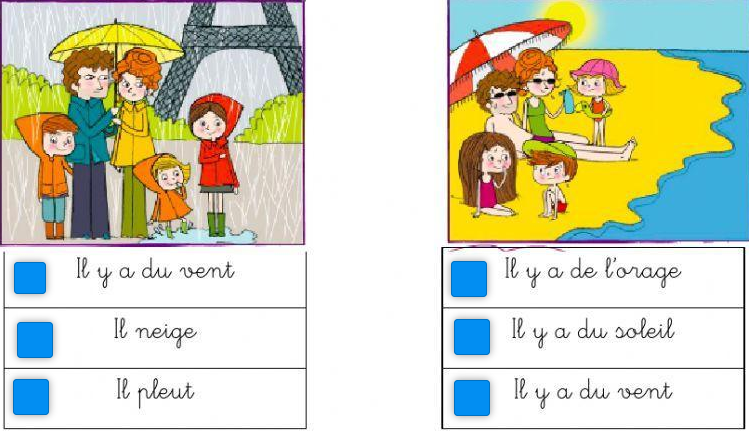 Il y a du vent
Il neige
Il pleut
Il y a de l'orage
Il y a du soleil
Il y a du vent